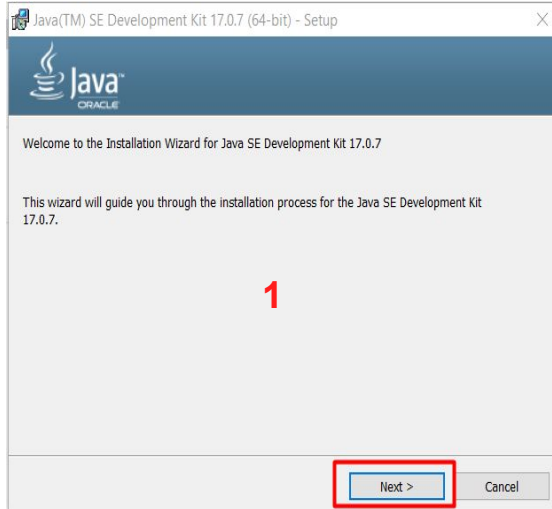 Java(TM) SE Development Kit 17.0.7 (64-bit) - Setup
Java™
ORACLE
Welcome to the Installation Wizard for Java SE Development Kit 17.0.7
This wizard will guide you through the installation process for the Java SE Development Kit
17.0.7.
1
Next >
Cancel